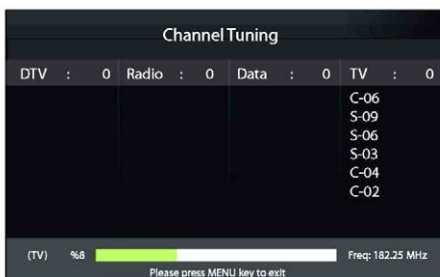 Channel Tuning
DTV : 0 Radio : 0 Data : 0 TV : 0
C-06
S-09
S-06
S-03
C-04
C-02
(TV) %8 Freq: 182.25 MHz
Please press MENU key to exit